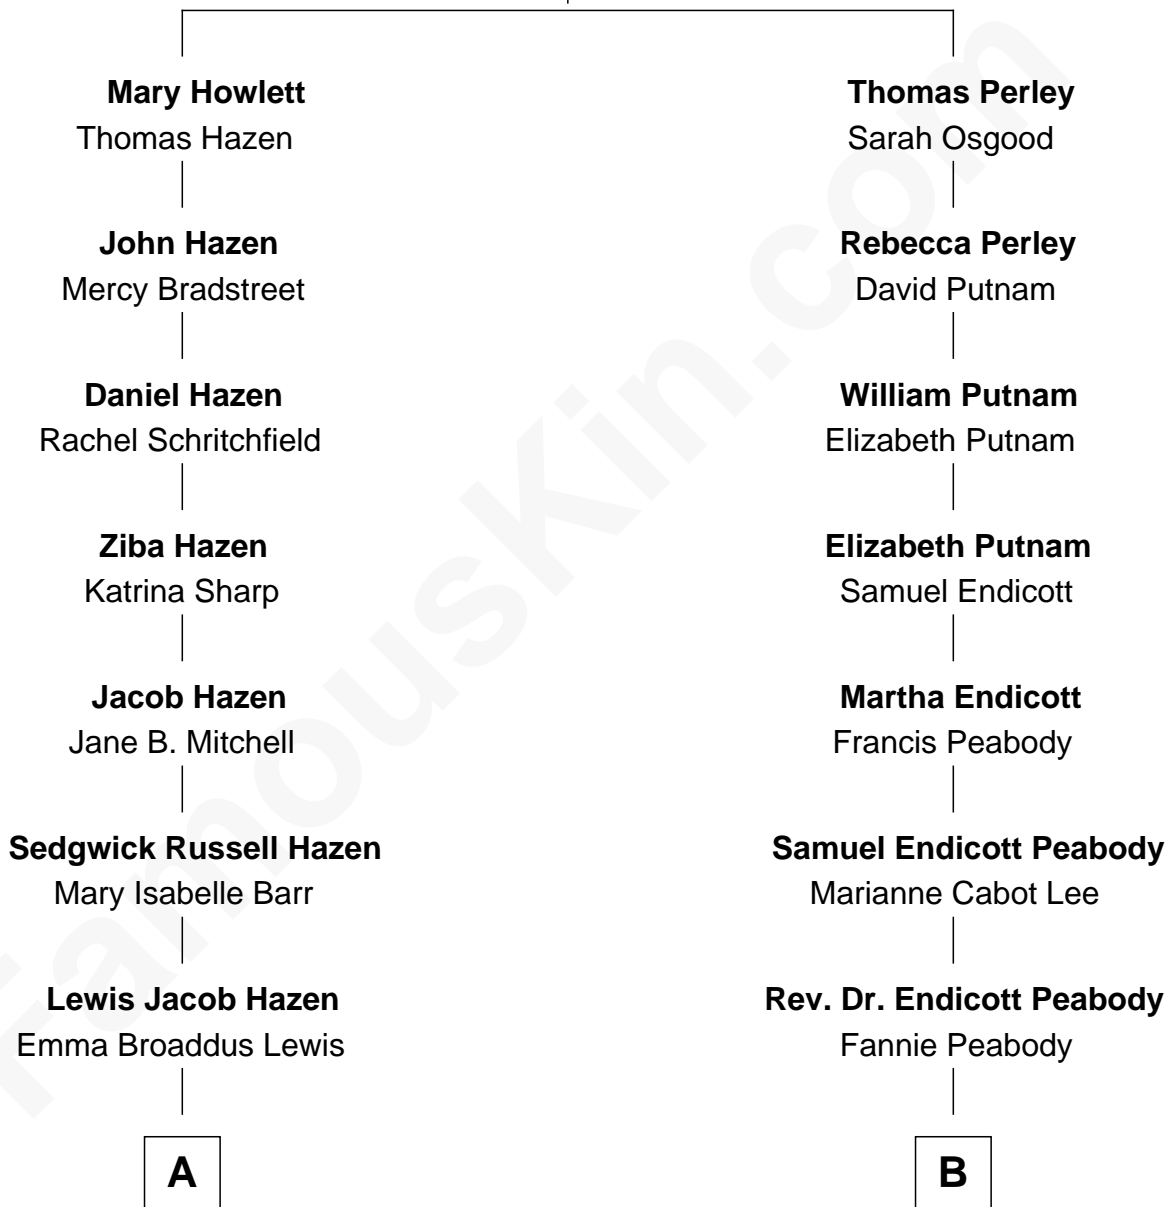 Mary Howlett
Thomas Hazen
Thomas Perley
Sarah Osgood
John Hazen
Mercy Bradstreet
Rebecca Perley
David Putnam
Daniel Hazen
Rachel Schritchfield
William Putnam
Elizabeth Putnam
Ziba Hazen
Katrina Sharp
Elizabeth Putnam
Samuel Endicott
Jacob Hazen
Jane B. Mitchell
Martha Endicott
Francis Peabody
Sedgwick Russell Hazen
Mary Isabelle Barr
Samuel Endicott Peabody
Marianne Cabot Lee
Lewis Jacob Hazen
Emma Broaddus Lewis
Rev. Dr. Endicott Peabody
Fannie Peabody
A
B
FamousKin.com